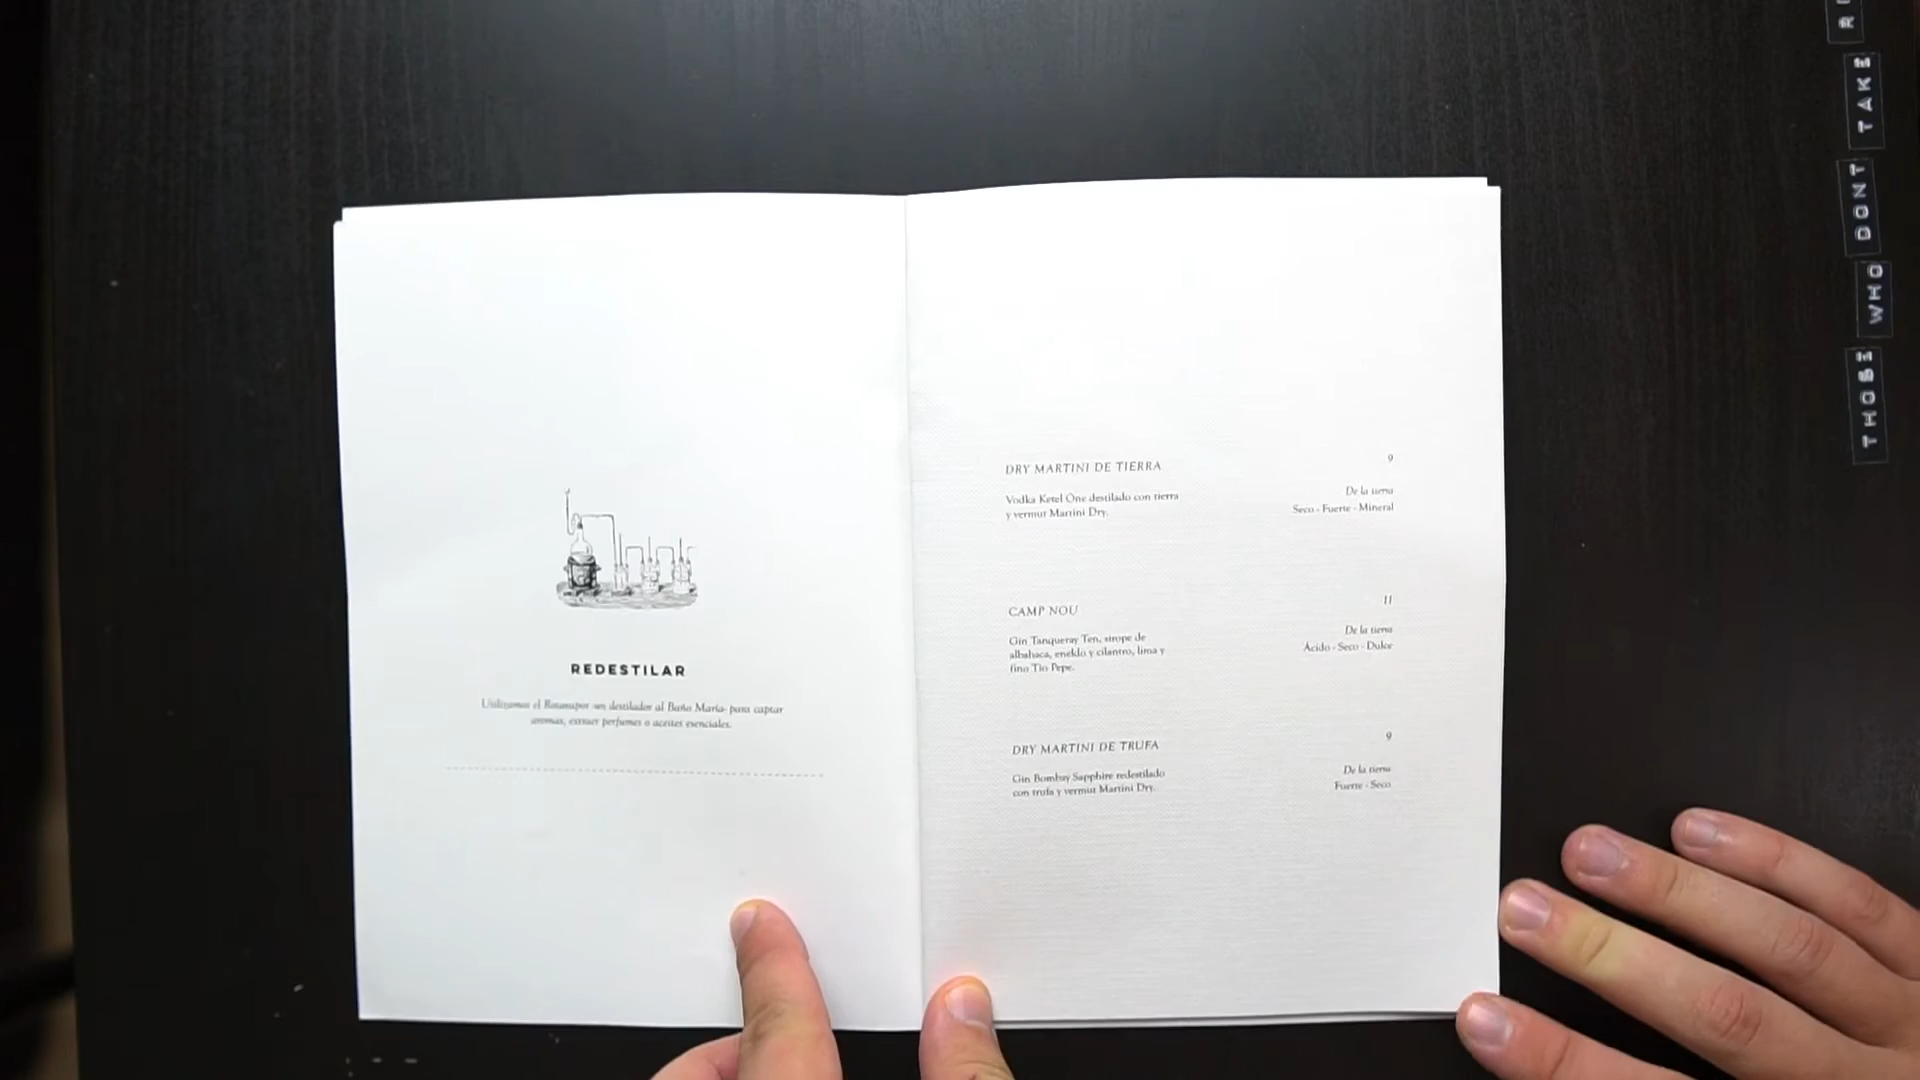 REDESTILAR
Utilizamos el Rotavapor -un destilador al Baño María- para captar
aromas, extraer perfumes o aceites esenciales.
DRY MARTINI DE TIERRA
9
Vodka Ketel One destilado con tierra
y vermut Martini Dry.
De la tierra
Seco - Fuerte - Mineral
CAMP NOU
11
Gin Tanqueray Ten, sirope de
albahaca, eneldo y cilantro, lima y
fino Tío Pepe.
De la tierra
Ácido - Seco - Dulce
DRY MARTINI DE TRUFA
9
Gin Bombay Sapphire redestilado
con trufa y vermut Martini Dry.
De la tierra
Fuerte - Seco
THOSE WHO DONT TAKE